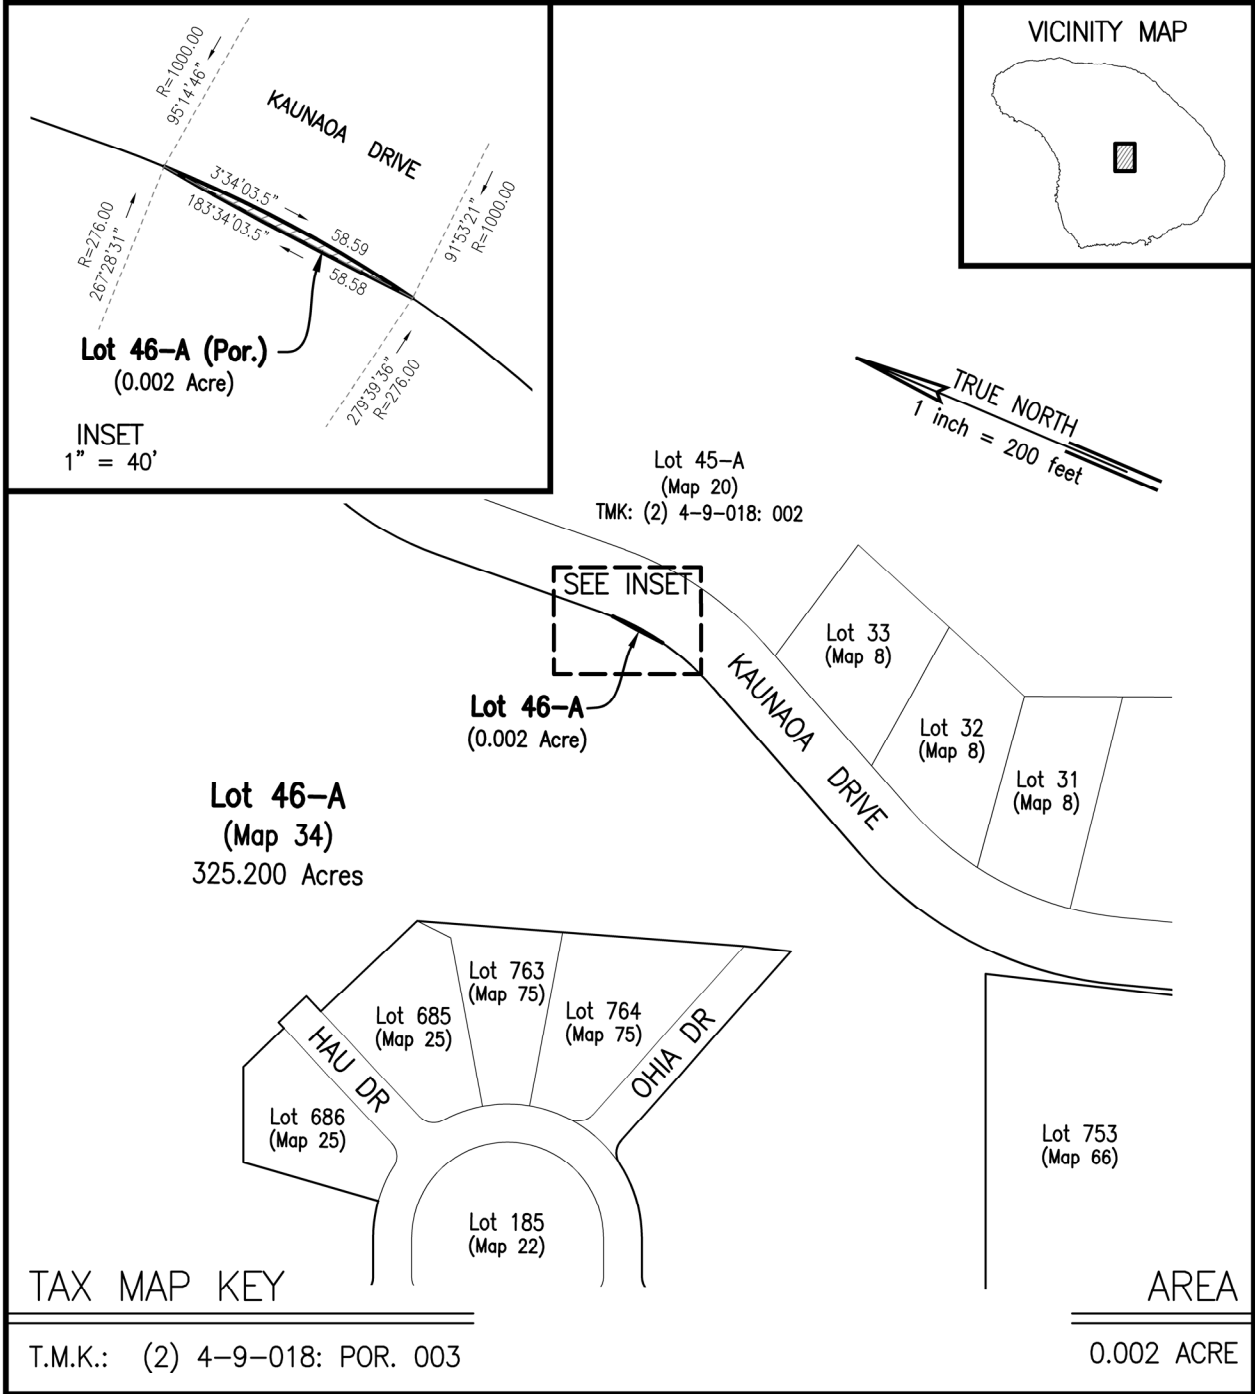 R=1000.00
95°14'46"
KAUNAOA DRIVE
3°34'03.5"
183°34'03.5"
58.59
58.58
R=276.00
267°28'31"
91°53'21"
R=1000.00
279°39'36"
R=276.00
Lot 46-A (Por.)
(0.002 Acre)
INSET
1" = 40'
VICINITY MAP
TRUE NORTH
1 inch = 200 feet
Lot 45-A
(Map 20)
TMK: (2) 4-9-018: 002
SEE INSET
Lot 46-A
(0.002 Acre)
KAUNAOA DRIVE
Lot 33
(Map 8)
Lot 32
(Map 8)
Lot 31
(Map 8)
Lot 46-A
(Map 34)
325.200 Acres
Lot 763
(Map 75)
Lot 685
(Map 25)
Lot 764
(Map 75)
HAU DR
OHIA DR
Lot 686
(Map 25)
Lot 753
(Map 66)
Lot 185
(Map 22)
TAX MAP KEY
T.M.K.: (2) 4-9-018: POR. 003
AREA
0.002 ACRE